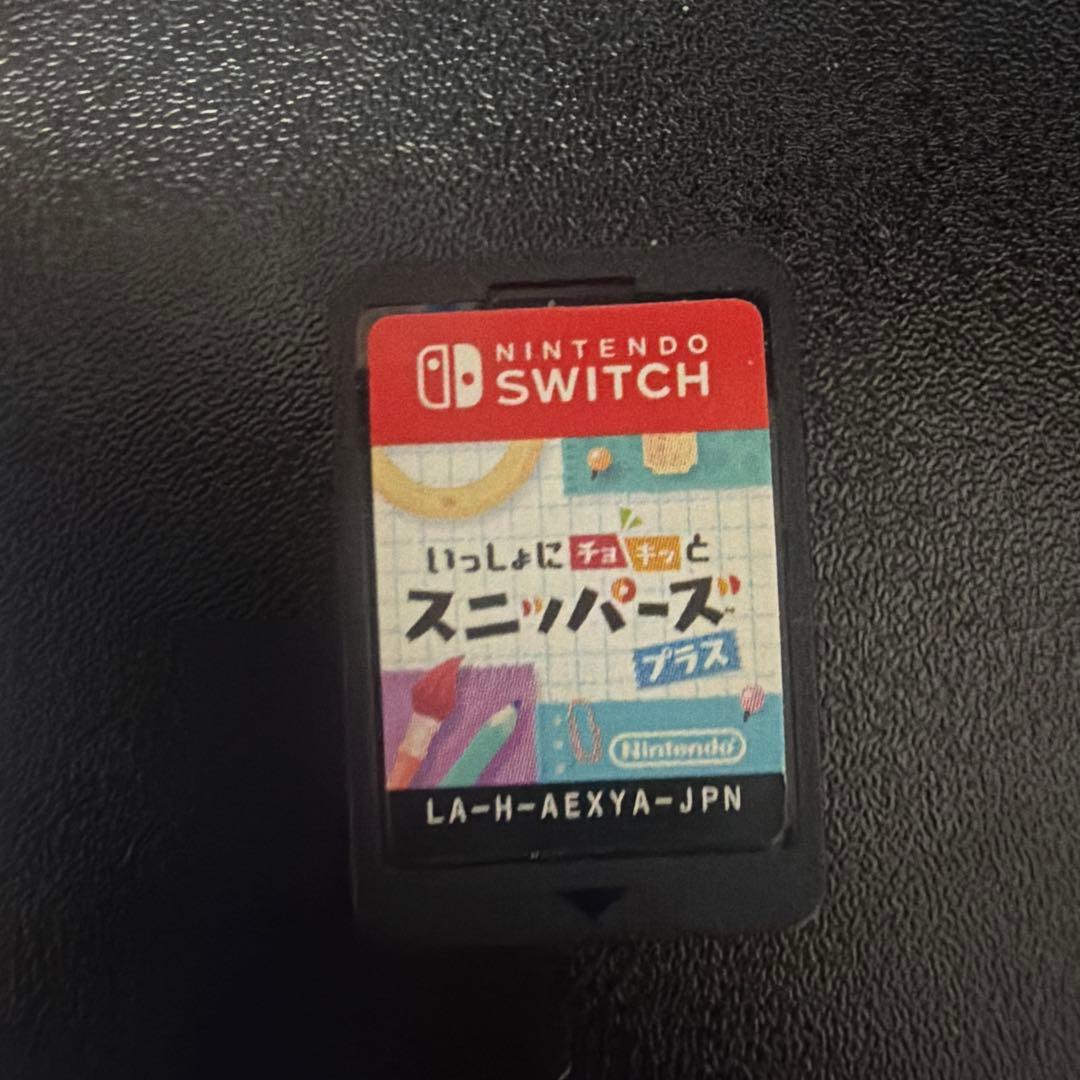 NINTENDO
SWITCH
いっしょにチョキッと
スニッパーズ
プラス
Nintendo
LA-H-AEXYA-JPN